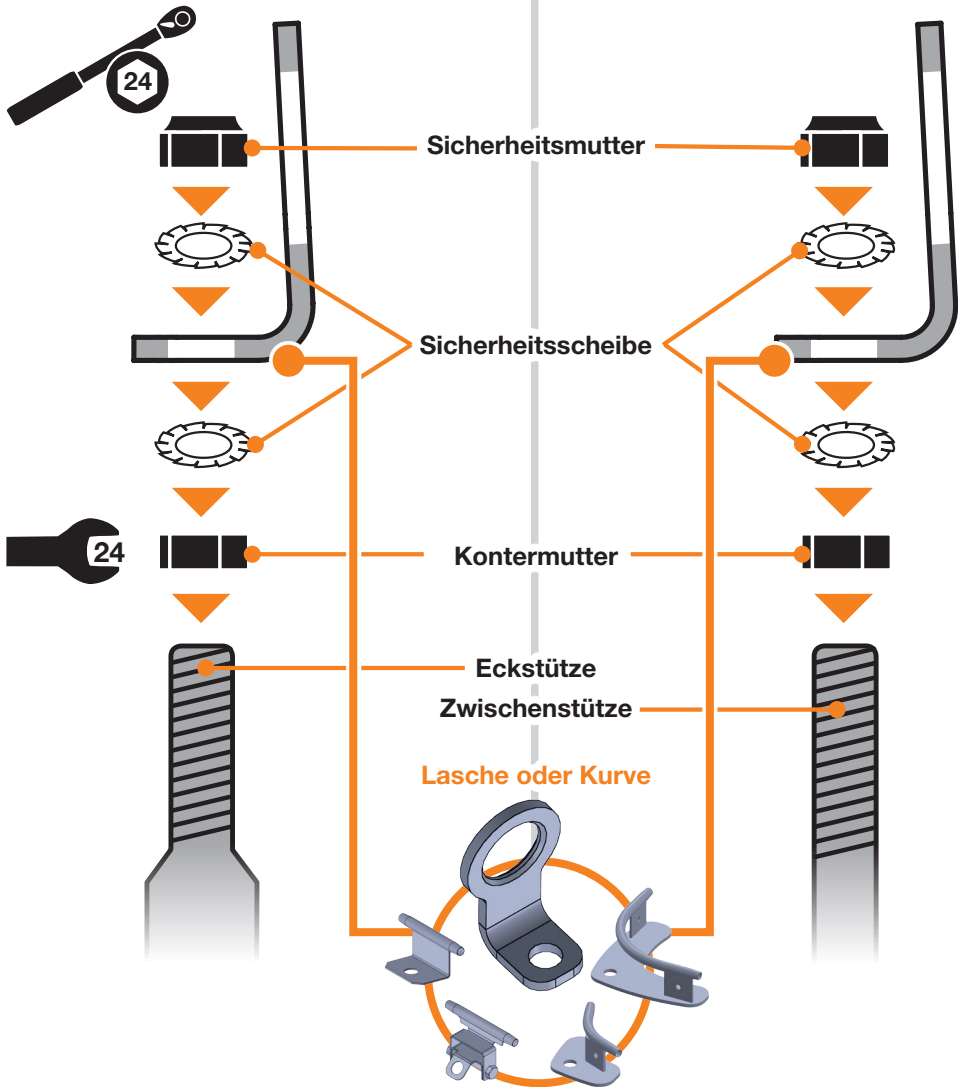 24
Sicherheitsmutter
Sicherheitsscheibe
24
Kontermutter
Eckstütze
Zwischenstütze
Lasche oder Kurve